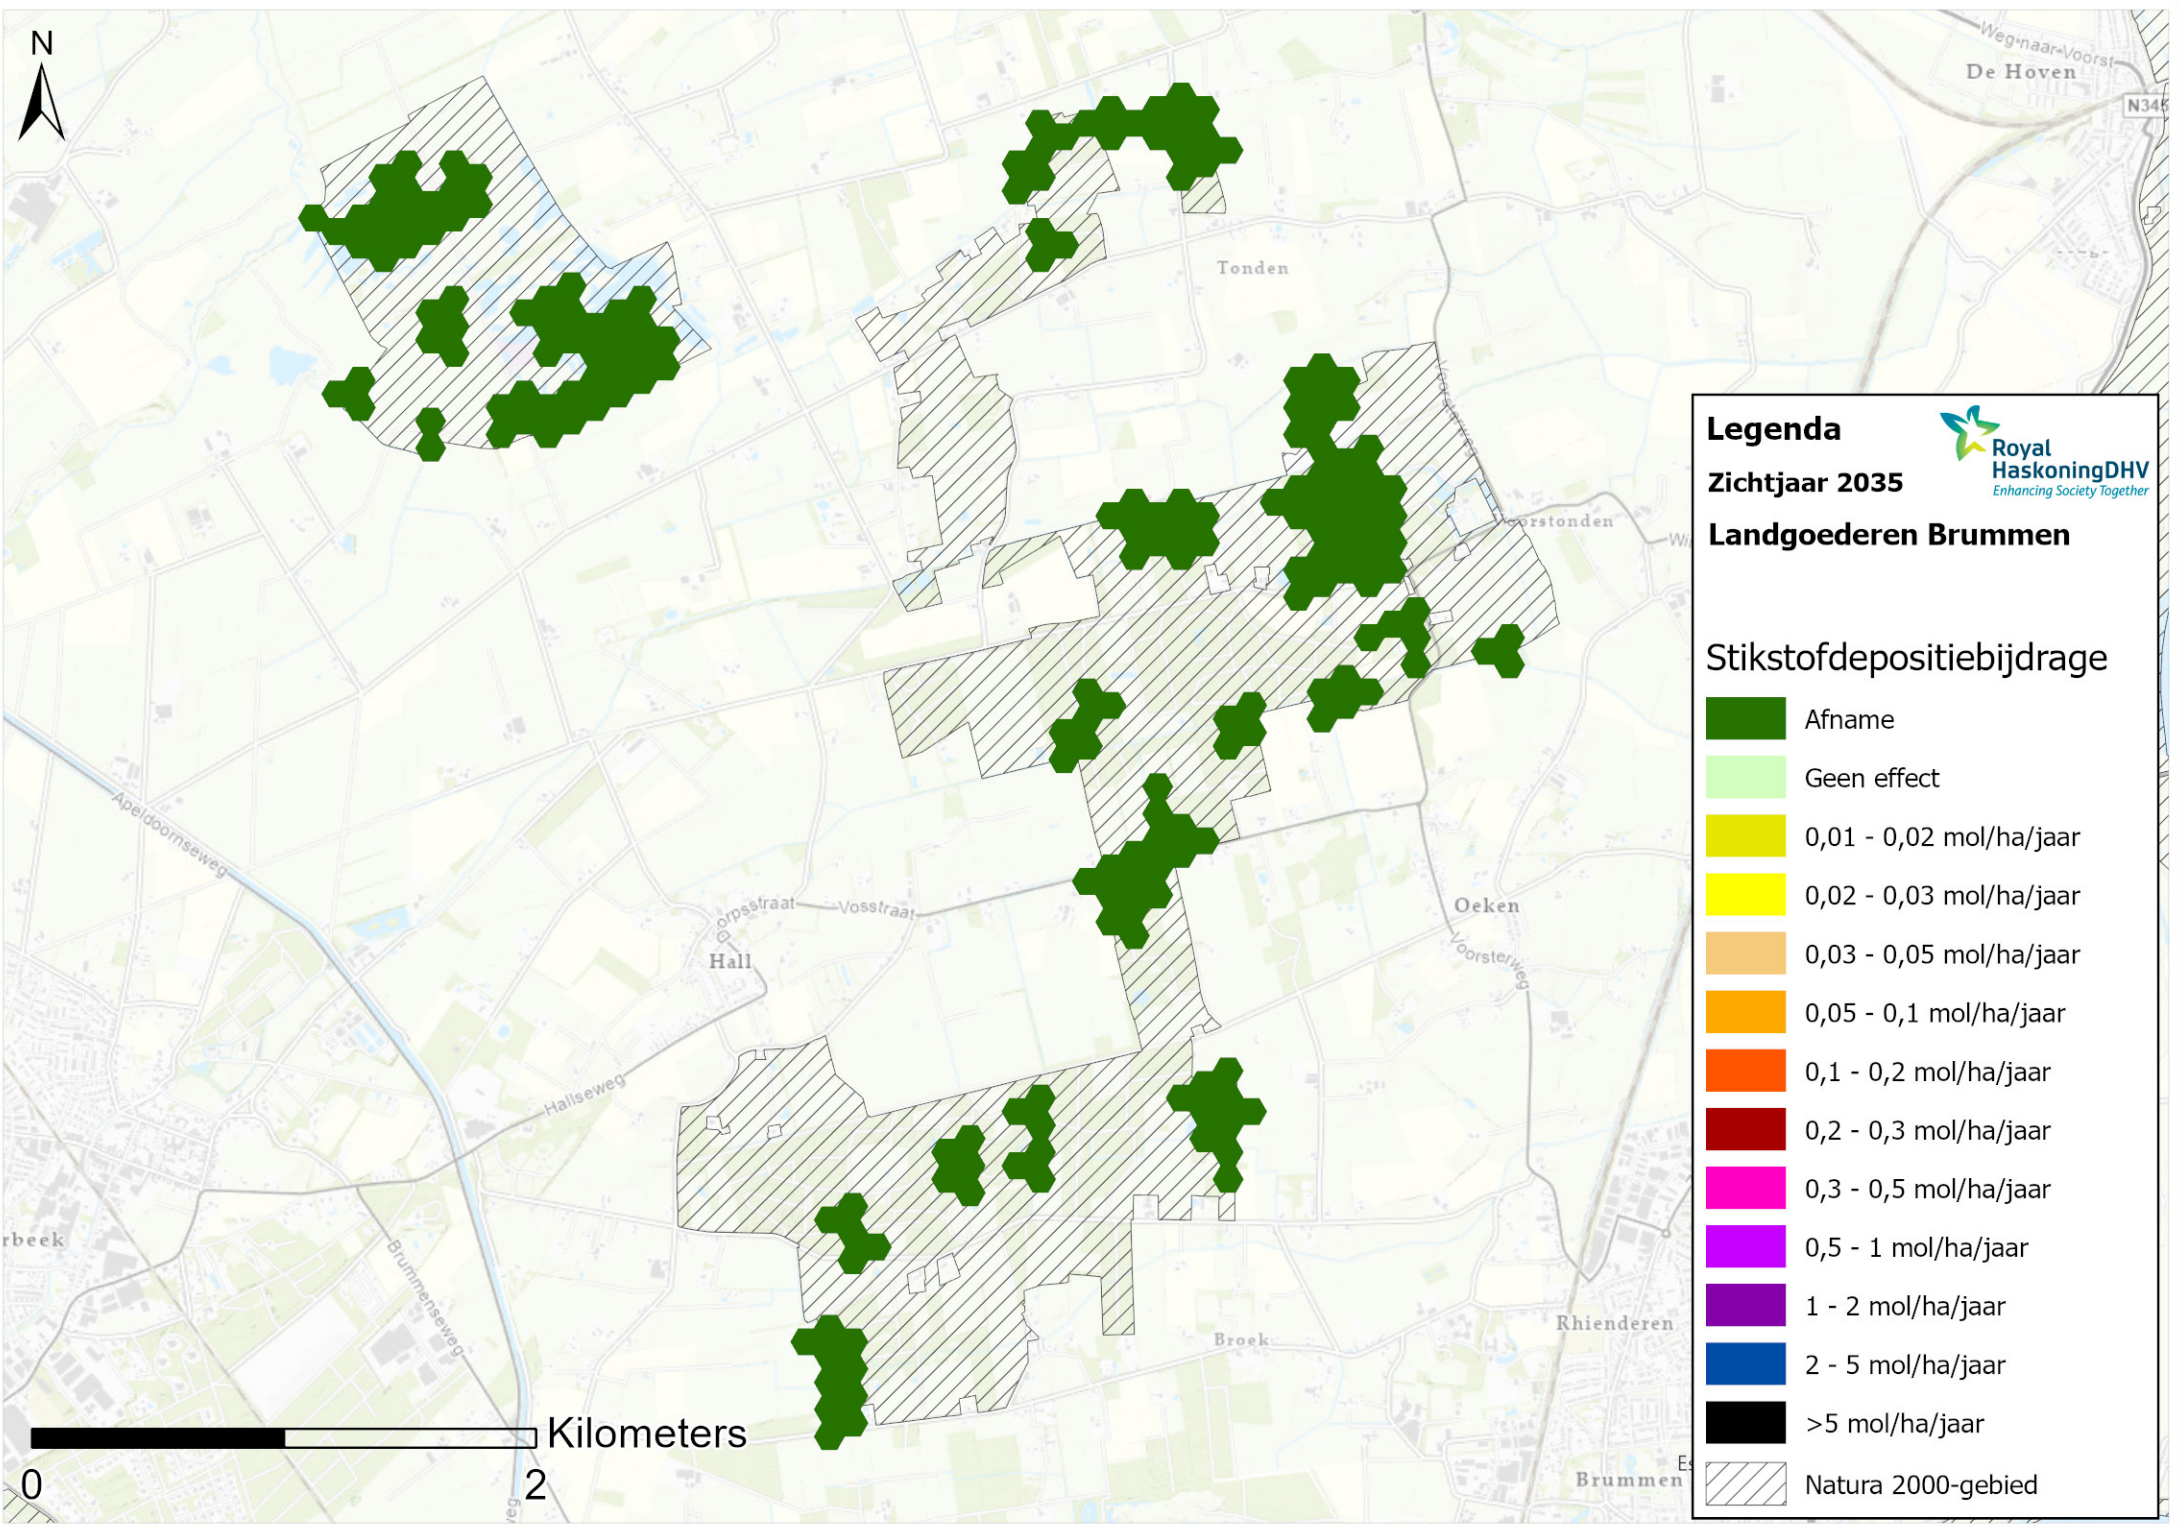 N
Weg-naar-Voorst
De Hoven
N345
Tonden
Voorsterweg
Voorstonden
Apeldoornseweg
Vosstraat
Hall
Oeken
Voorsterweg
Hallseweg
rbeek
Brummenseweg
Broek
Rhienderen
Brummen
Kilometers
0 2
Legenda
Royal
HaskoningDHV
Enhancing Society Together
Zichtjaar 2035
Landgoederen Brummen
Stikstofdepositiebijdrage
Afname
Geen effect
0,01 - 0,02 mol/ha/jaar
0,02 - 0,03 mol/ha/jaar
0,03 - 0,05 mol/ha/jaar
0,05 - 0,1 mol/ha/jaar
0,1 - 0,2 mol/ha/jaar
0,2 - 0,3 mol/ha/jaar
0,3 - 0,5 mol/ha/jaar
0,5 - 1 mol/ha/jaar
1 - 2 mol/ha/jaar
2 - 5 mol/ha/jaar
>5 mol/ha/jaar
Natura 2000-gebied